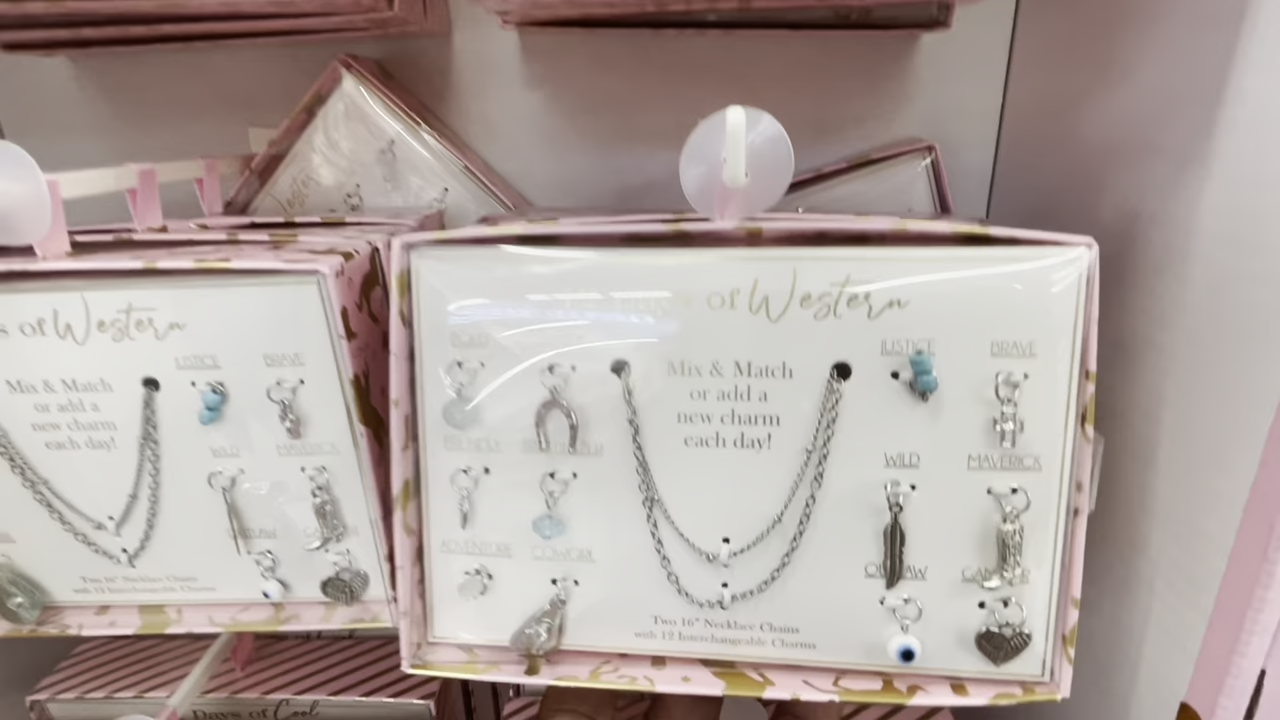 s of Western
JUSTICE
BRAVE
Mix & Match
or add a
new charm
each day!
WILD
MAVERICK
OUTLAW
Two 16" Necklace Chains
with 12 Interchangeable Charms
of Western
JUSTICE
BRAVE
Mix & Match
or add a
new charm
each day!
WILD
MAVERICK
ADVENTURE
COWGIRL
OUTLAW
Two 16" Necklace Chains
with 12 Interchangeable Charms
Western
Days of Cool